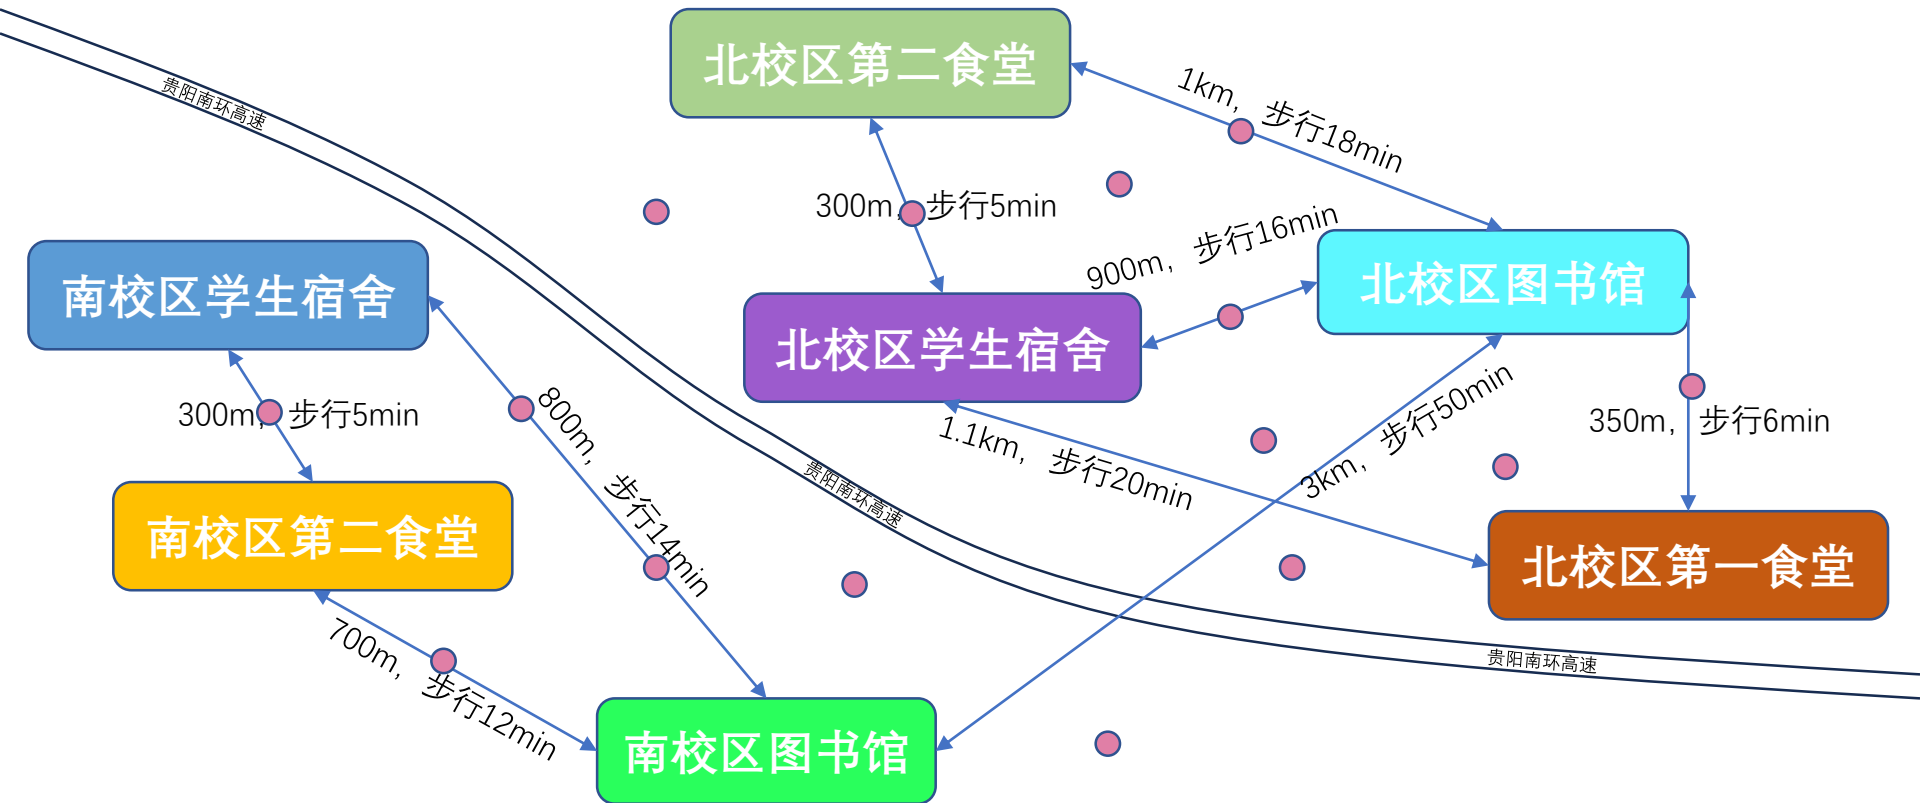 北校区第二食堂
1km，步行18min
贵阳南环高速
300m，步行5min
900m，步行16min
南校区学生宿舍
北校区图书馆
北校区学生宿舍
300m，步行5min
800m，步行14min
1.1km，步行20min
3km，步行50min
350m，步行6min
贵阳南环高速
南校区第二食堂
北校区第一食堂
700m，步行12min
贵阳南环高速
南校区图书馆